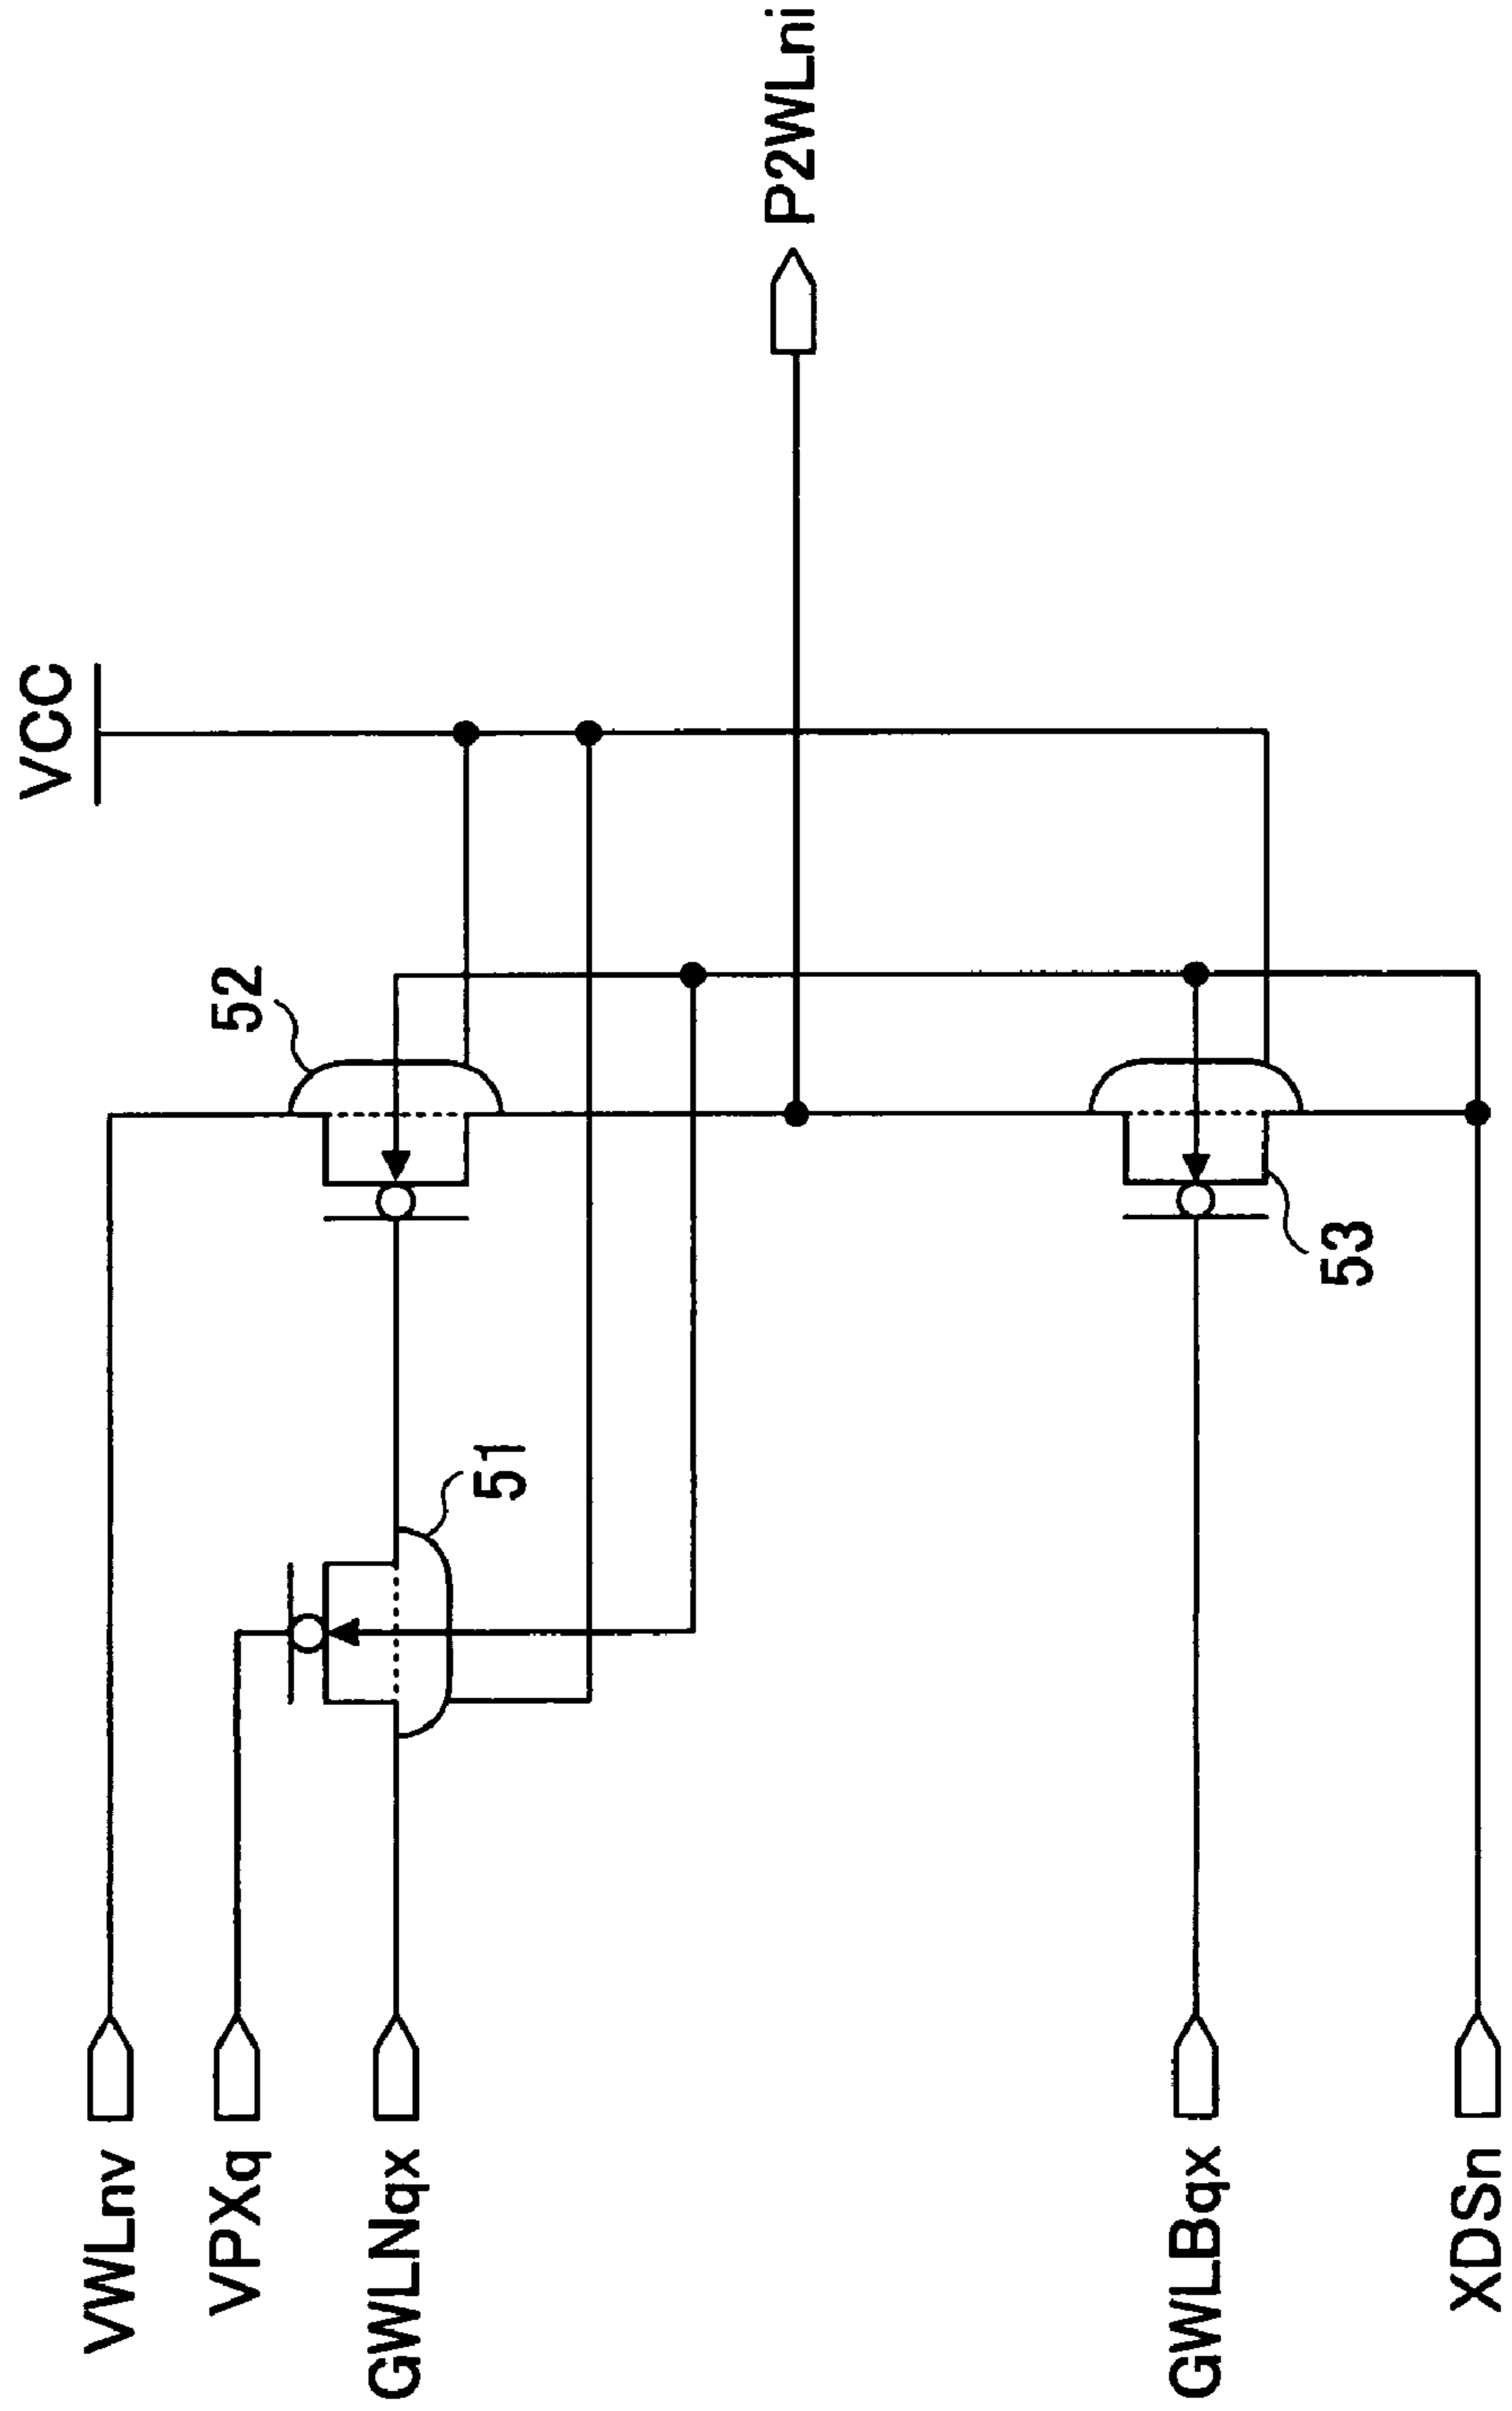 VCC
VWLnv
VPXq
GWLNqx
52
51
P2WLni
GWLBqx
53
XDSn